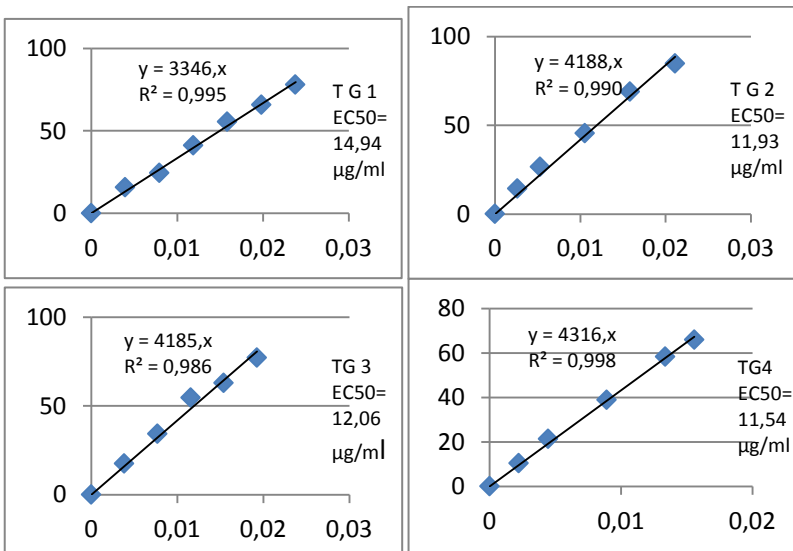 100
50
0
0
0,01
0,02
0,03
y = 3346,x
R² = 0,995
T G 1
EC50=
14,94
µg/ml
100
50
0
0
0,01
0,02
0,03
y = 4188,x
R² = 0,990
T G 2
EC50=
11,93
µg/ml
100
50
0
0
0,01
0,02
0,03
y = 4185,x
R² = 0,986
TG 3
EC50=
12,06
µg/ml
80
60
40
20
0
0
0,01
0,02
y = 4316,x
R² = 0,998
TG4
EC50=
11,54
µg/ml